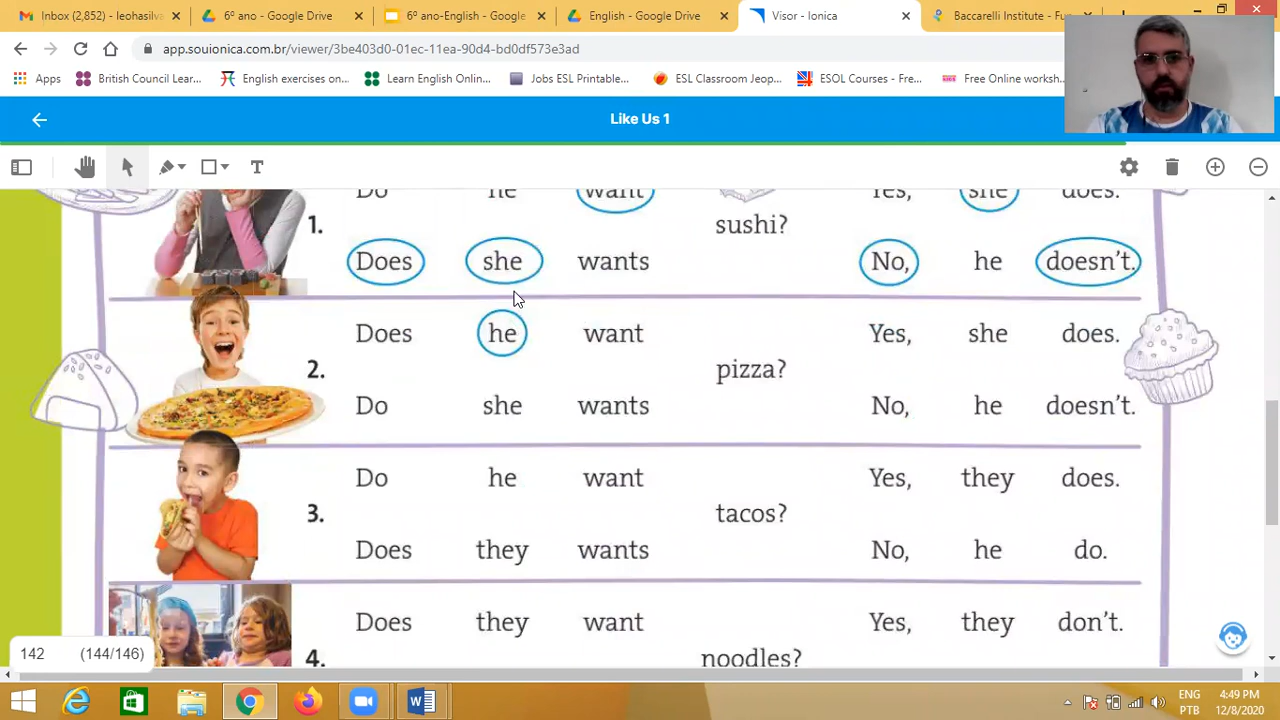 Inbox (2,852) - leohasilv
6º ano - Google Drive
6º ano-English - Google
English - Google Drive
Visor - Ionica
Baccarelli Institute - Fu
app.souionica.com.br/viewer/3be403d0-01ec-11ea-90d4-bd0df573e3ad
Apps
British Council Lear...
English exercises on...
Learn English Onlin...
Jobs ESL Printable...
ESL Classroom Jeop...
ESOL Courses - Fre...
Free Online worksh...
Like Us 1
Do he want Yes, she does.
1. sushi?
Does she wants No, he doesn't.
Does he want Yes, she does.
2. pizza?
Do she wants No, he doesn't.
Do he want Yes, they does.
3. tacos?
Does they wants No, he do.
Does they want Yes, they don't.
4. noodles?
142 (144/146)
ENG
PTB
4:49 PM
12/8/2020